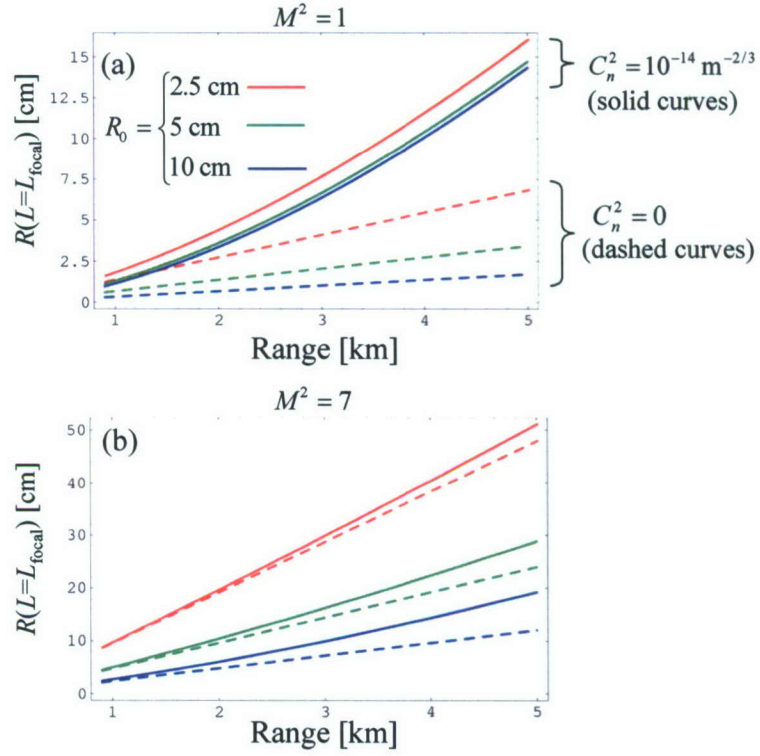 M² = 1
(a)
R(L=L_focal) [cm]
15
12.5
10
7.5
5
2.5
0
R₀ =
2.5 cm
5 cm
10 cm
C_n² = 10⁻¹⁴ m⁻²/³
(solid curves)
C_n² = 0
(dashed curves)
1 2 3 4 5
Range [km]
M² = 7
(b)
R(L=L_focal) [cm]
50
40
30
20
10
0
1 2 3 4 5
Range [km]